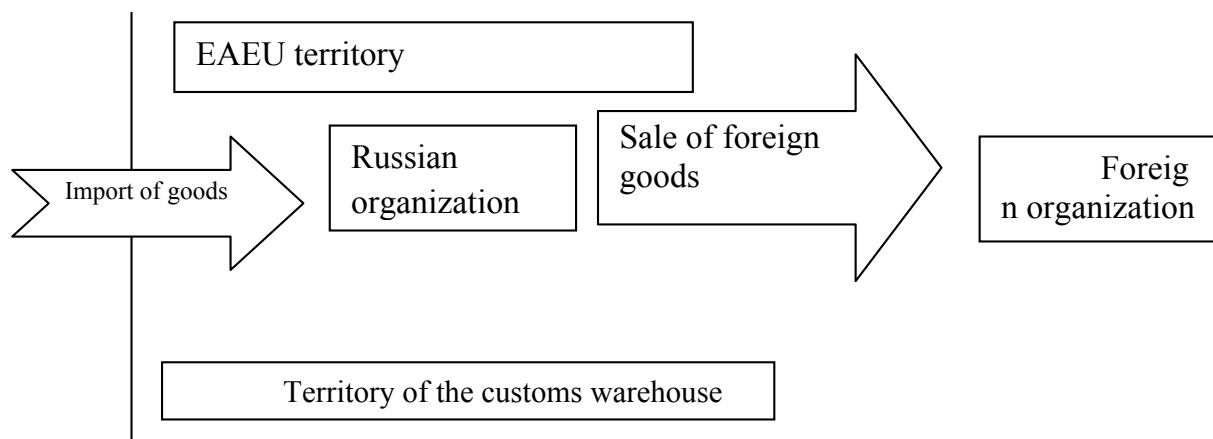 EAEU territory
Import of goods
Russian
organization
Sale of foreign
goods
Foreig
n organization
Territory of the customs warehouse